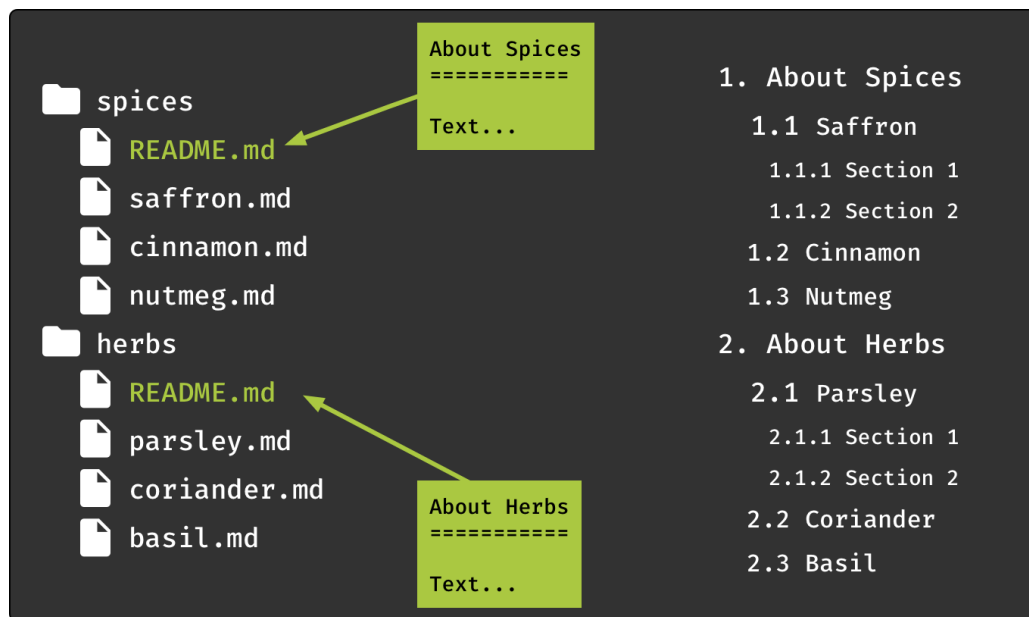 spices
README.md
saffron.md
cinnamon.md
nutmeg.md
herbs
README.md
parsley.md
coriander.md
basil.md
About Spices
===========
Text...
About Herbs
===========
Text...
1. About Spices
1.1 Saffron
1.1.1 Section 1
1.1.2 Section 2
1.2 Cinnamon
1.3 Nutmeg
2. About Herbs
2.1 Parsley
2.1.1 Section 1
2.1.2 Section 2
2.2 Coriander
2.3 Basil